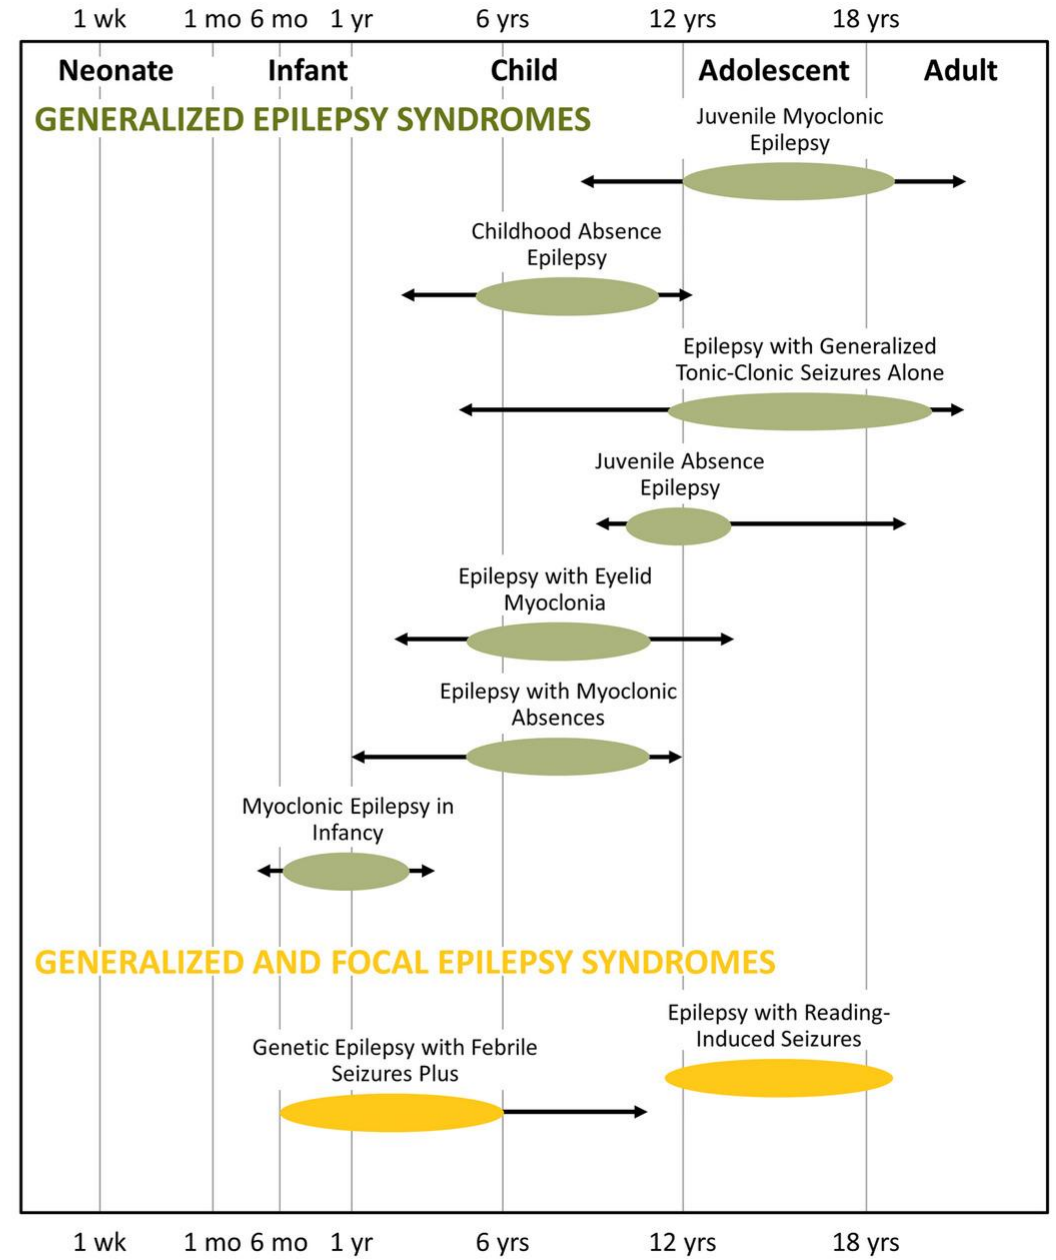 1 wk 1 mo 6 mo 1 yr 6 yrs 12 yrs 18 yrs
Neonate Infant Child Adolescent Adult
GENERALIZED EPILEPSY SYNDROMES
Juvenile Myoclonic
Epilepsy
Childhood Absence
Epilepsy
Epilepsy with Generalized
Tonic-Clonic Seizures Alone
Juvenile Absence
Epilepsy
Epilepsy with Eyelid
Myoclonia
Epilepsy with Myoclonic
Absences
Myoclonic Epilepsy in
Infancy
GENERALIZED AND FOCAL EPILEPSY SYNDROMES
Epilepsy with Reading-
Induced Seizures
Genetic Epilepsy with Febrile
Seizures Plus
1 wk 1 mo 6 mo 1 yr 6 yrs 12 yrs 18 yrs